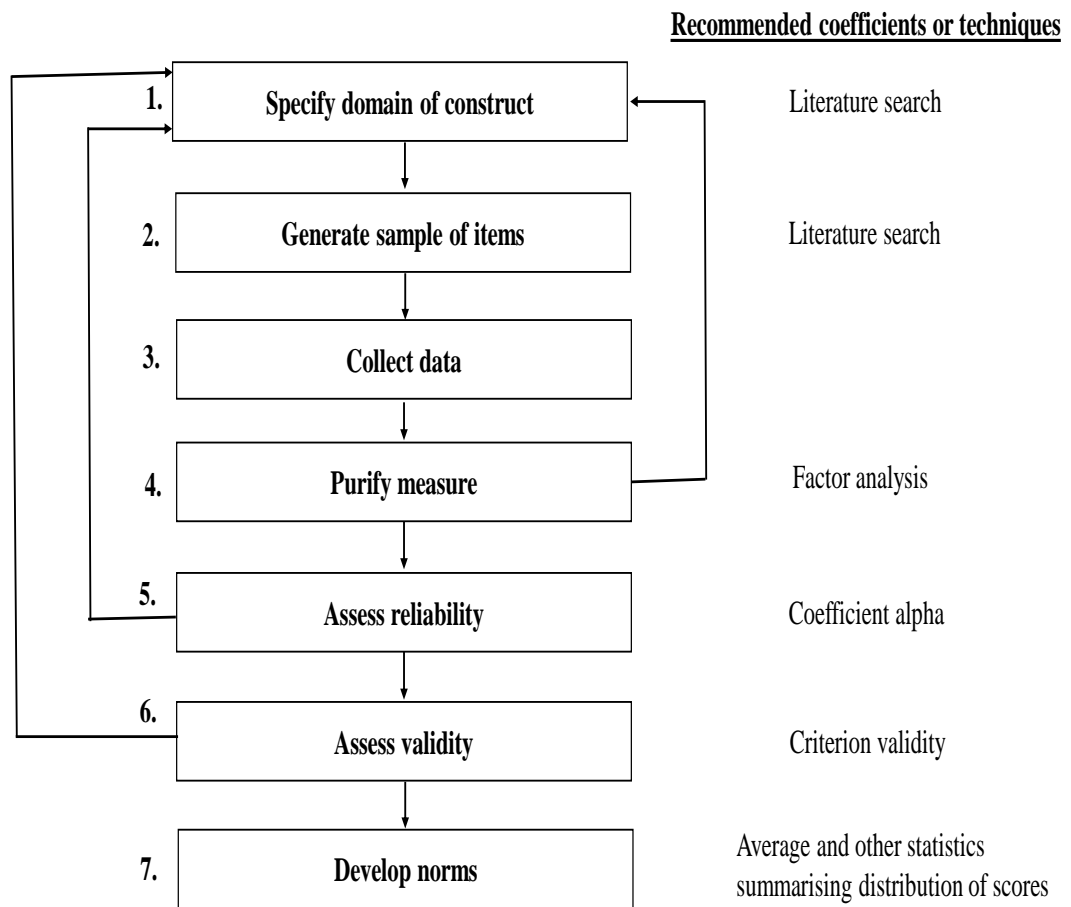 Recommended coefficients or techniques
1.
Specify domain of construct
Literature search
2.
Generate sample of items
Literature search
3.
Collect data
4.
Purify measure
Factor analysis
5.
Assess reliability
Coefficient alpha
6.
Assess validity
Criterion validity
7.
Develop norms
Average and other statistics
summarising distribution of scores